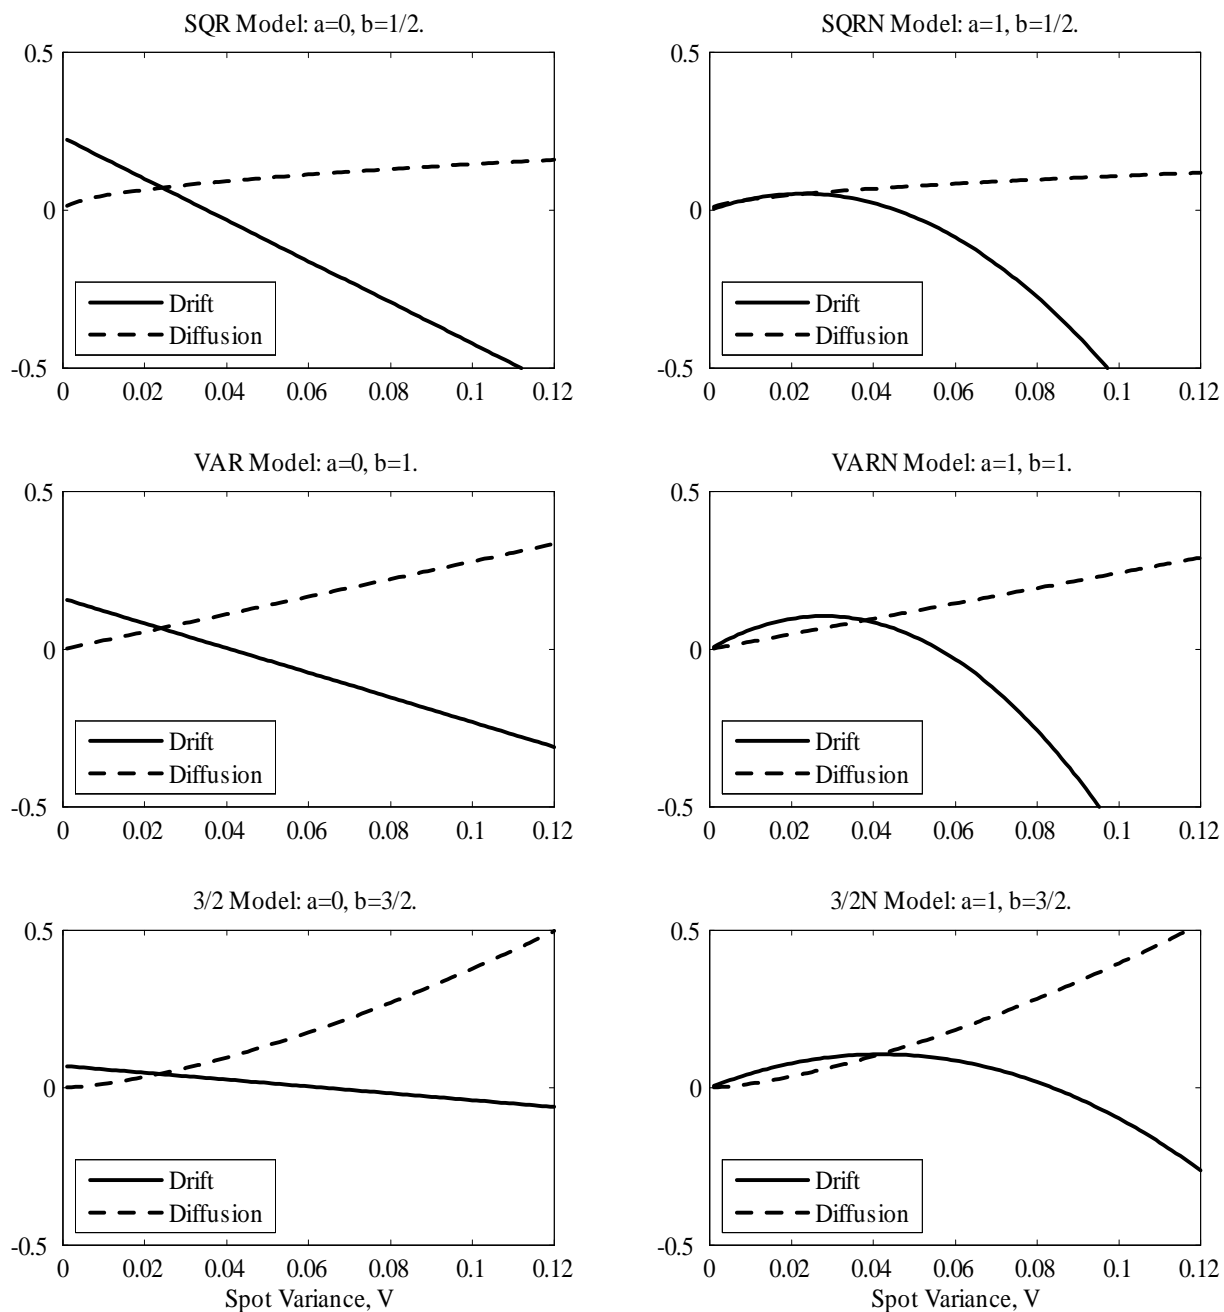 SQR Model: a=0, b=1/2.
0.5
0
-0.5
Drift
Diffusion
0 0.02 0.04 0.06 0.08 0.1 0.12
SQRN Model: a=1, b=1/2.
0.5
0
-0.5
Drift
Diffusion
0 0.02 0.04 0.06 0.08 0.1 0.12
VAR Model: a=0, b=1.
0.5
0
-0.5
Drift
Diffusion
0 0.02 0.04 0.06 0.08 0.1 0.12
VARN Model: a=1, b=1.
0.5
0
-0.5
Drift
Diffusion
0 0.02 0.04 0.06 0.08 0.1 0.12
3/2 Model: a=0, b=3/2.
0.5
0
-0.5
Drift
Diffusion
0 0.02 0.04 0.06 0.08 0.1 0.12
Spot Variance, V
3/2N Model: a=1, b=3/2.
0.5
0
-0.5
Drift
Diffusion
0 0.02 0.04 0.06 0.08 0.1 0.12
Spot Variance, V